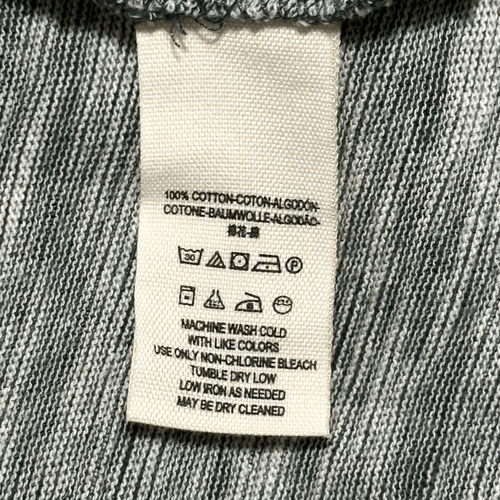 100% COTTON-COTON-ALGODÓN-
COTONE-BAUMWOLLE-ALGODÃO-
棉花-綿
30
P
MACHINE WASH COLD
WITH LIKE COLORS
USE ONLY NON-CHLORINE BLEACH
TUMBLE DRY LOW
LOW IRON AS NEEDED
MAY BE DRY CLEANED